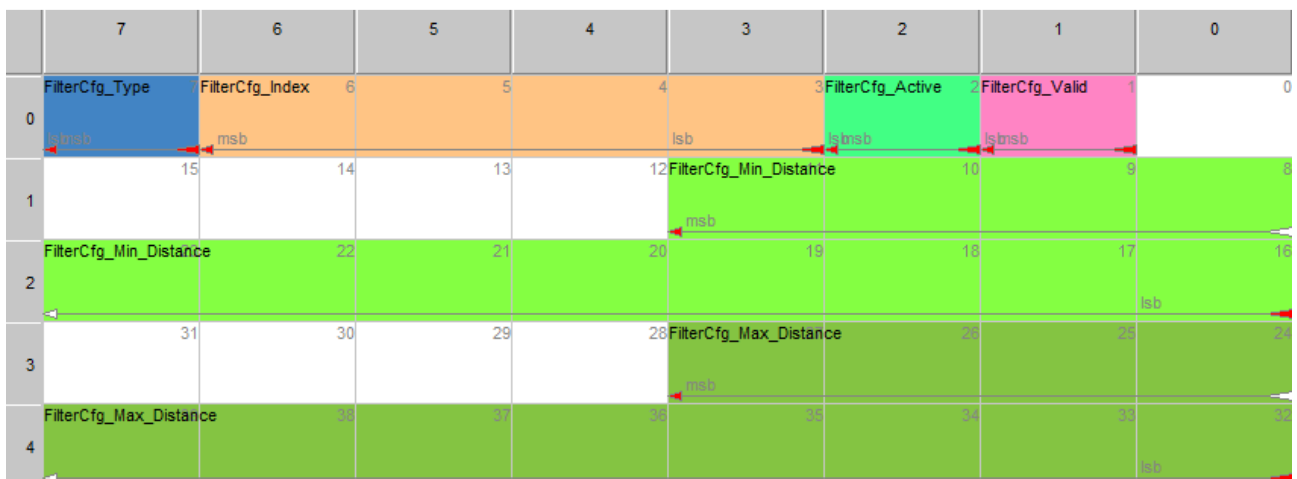 7 6 5 4 3 2 1 0
0 FilterCfg_Type FilterCfg_Index 6 5 4 3 FilterCfg_Active 2 FilterCfg_Valid 1 0
lsb msb msb lsb lsb msb lsb msb
1 15 14 13 12 FilterCfg_Min_Distance 10 9 8
msb
2 FilterCfg_Min_Distance 22 21 20 19 18 17 16
lsb
3 31 30 29 28 FilterCfg_Max_Distance 26 25 24
msb
4 FilterCfg_Max_Distance 38 37 36 35 34 33 32
lsb